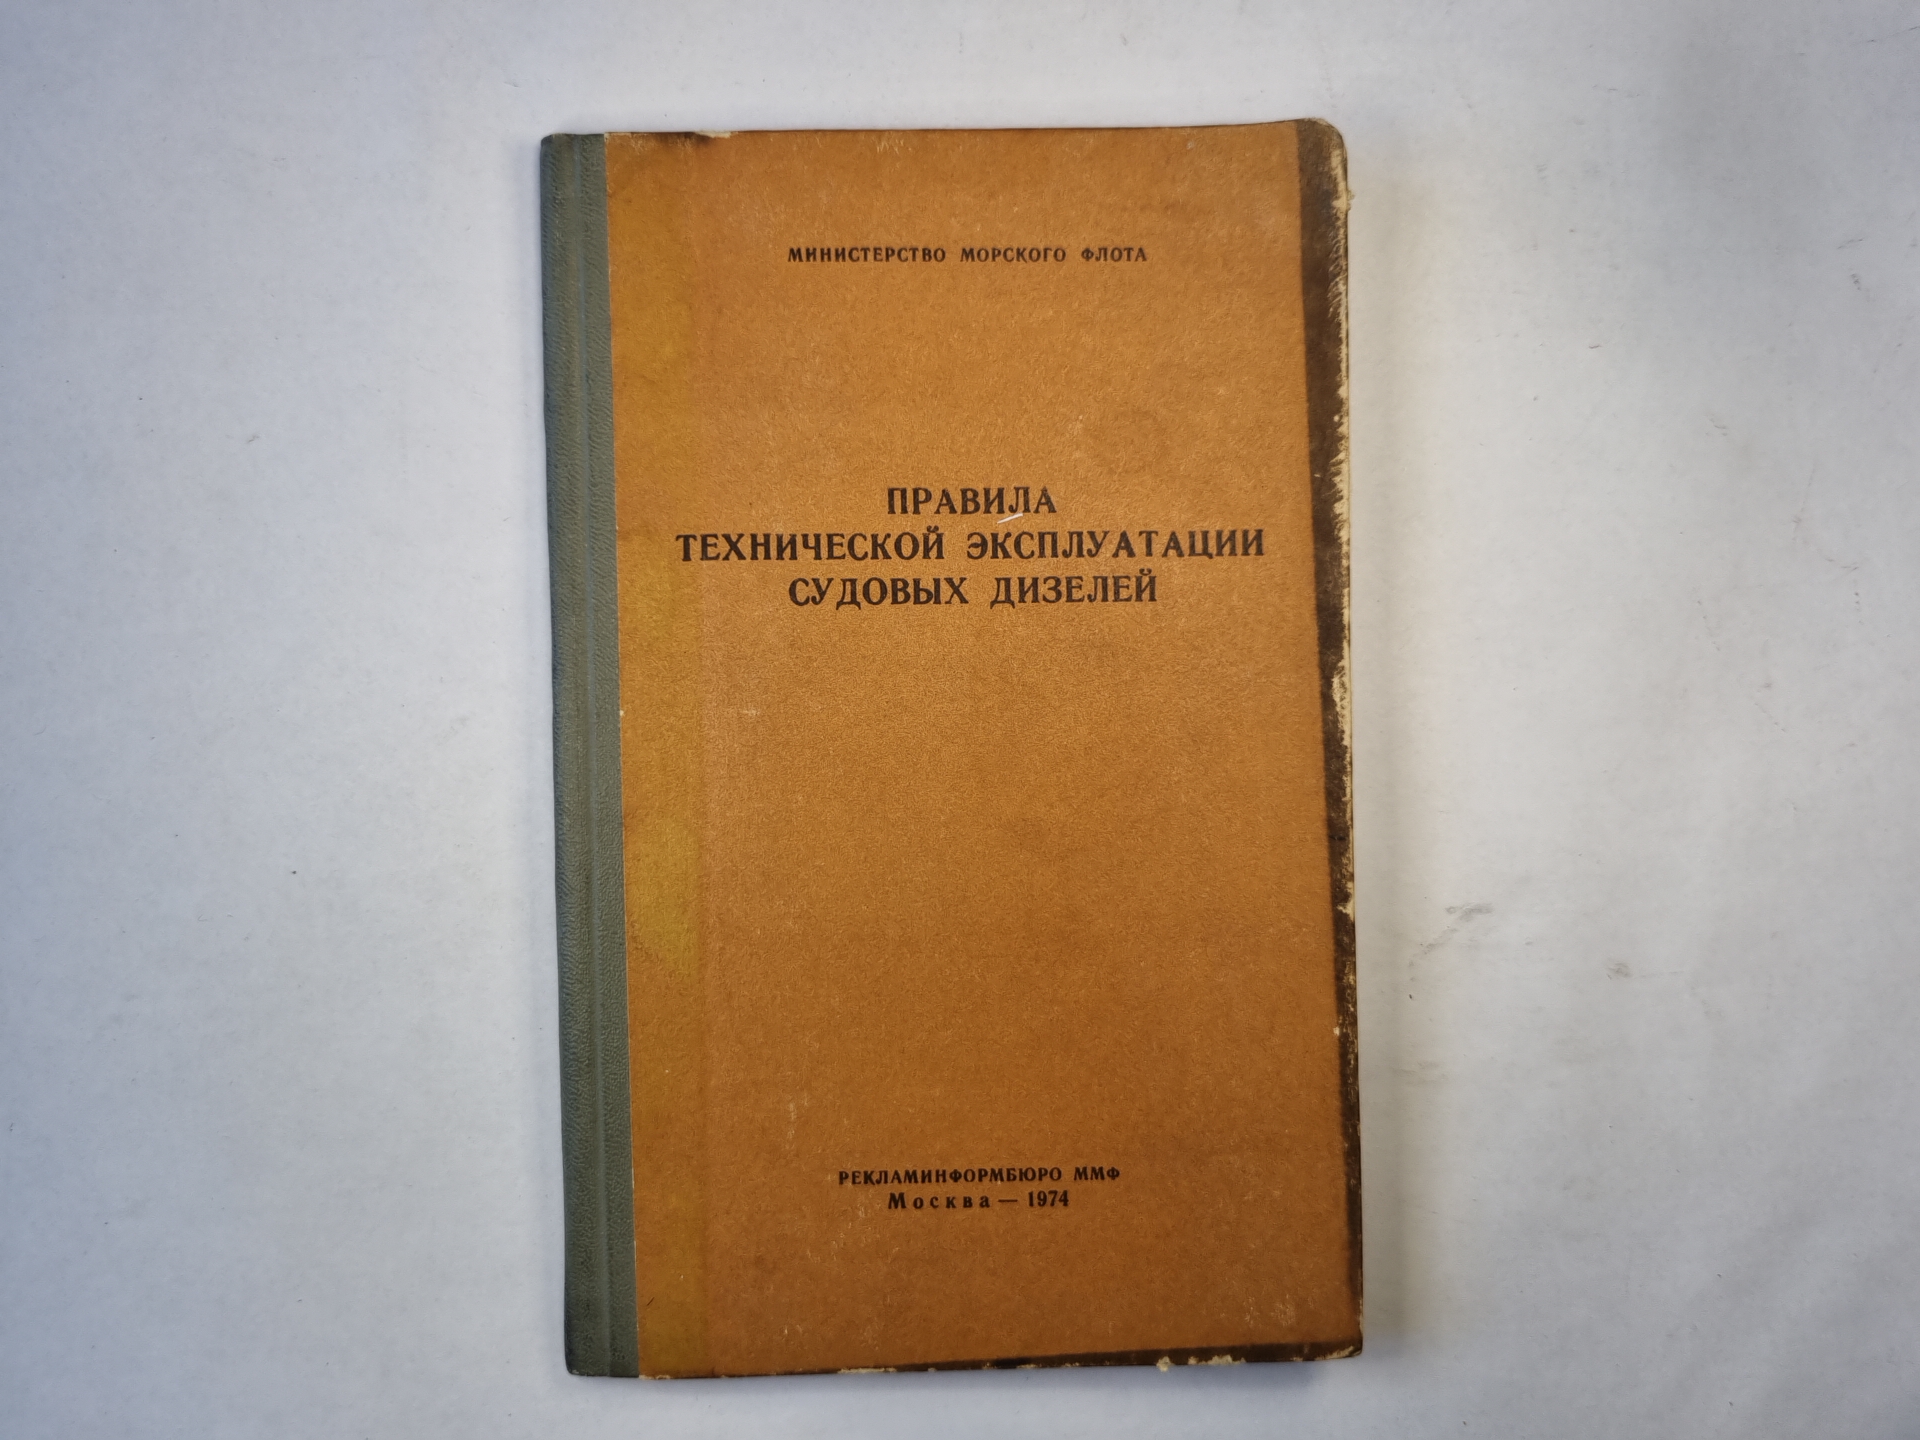 МИНИСТЕРСТВО МОРСКОГО ФЛОТА
ПРАВИЛА
ТЕХНИЧЕСКОЙ ЭКСПЛУАТАЦИИ
СУДОВЫХ ДИЗЕЛЕЙ
РЕКЛАМИНФОРМБЮРО ММФ
Москва — 1974